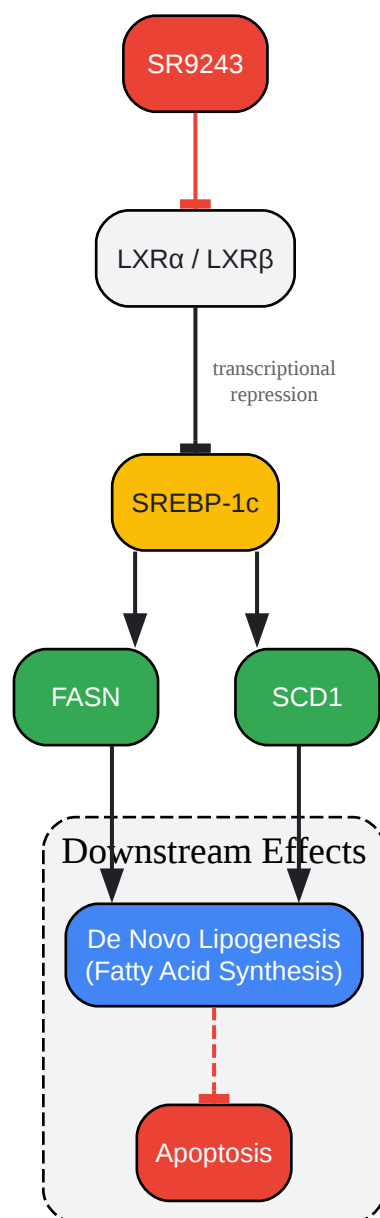 SR9243
LXRα / LXRβ
transcriptional
repression
SREBP-1c
FASN
SCD1
Downstream Effects
De Novo Lipogenesis
(Fatty Acid Synthesis)
Apoptosis